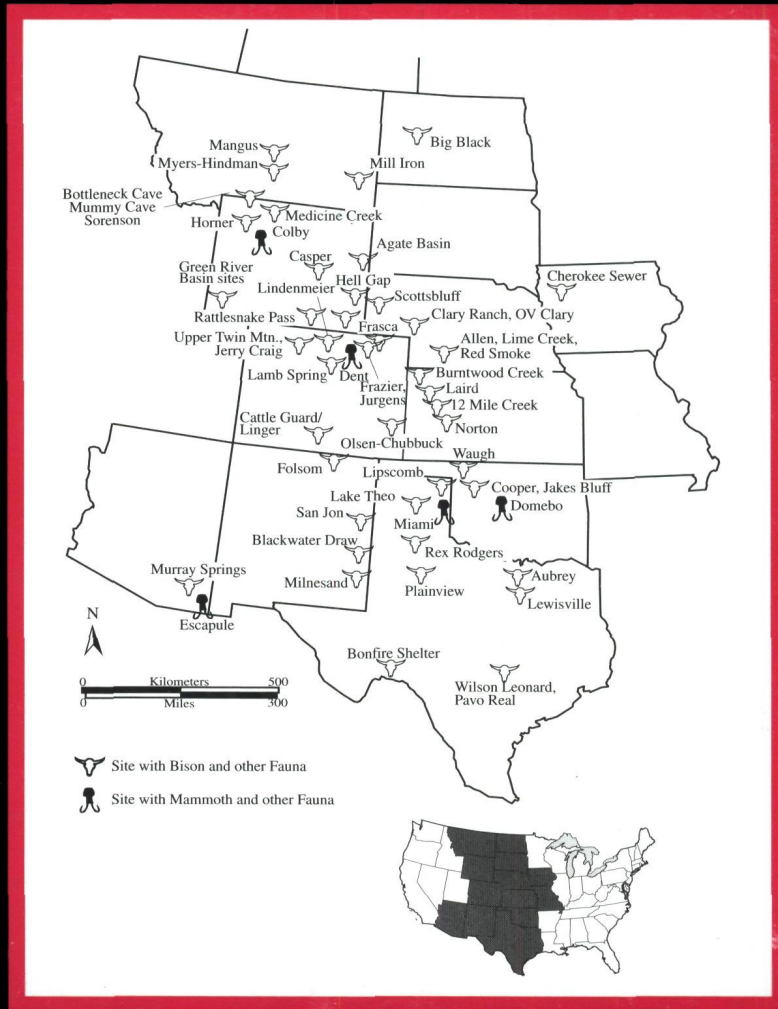 Big Black
Mangus
Myers-Hindman
Mill Iron
Bottleneck Cave
Mummy Cave
Sorenson
Medicine Creek
Horner
Colby
Agate Basin
Casper
Green River
Basin sites
Hell Gap
Cherokee Sewer
Lindenmeier
Scottsbluff
Rattlesnake Pass
Frasca
Clary Ranch, OV Clary
Upper Twin Mtn.,
Jerry Craig
Allen, Lime Creek,
Red Smoke
Lamb Spring
Dent
Burntwood Creek
Frazier,
Jurgens
Laird
12 Mile Creek
Cattle Guard/
Linger
Norton
Olsen-Chubbuck
Waugh
Folsom
Lipscomb
Cooper, Jakes Bluff
Lake Theo
Domebo
San Jon
Miami
Blackwater Draw
Rex Rodgers
Murray Springs
Milnesand
Plainview
Aubrey
Lewisville
N
Escapule
Bonfire Shelter
0 Kilometers 500
0 Miles 300
Wilson Leonard,
Pavo Real
Site with Bison and other Fauna
Site with Mammoth and other Fauna